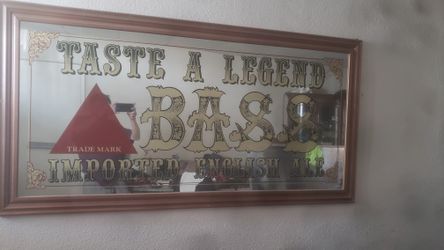 TASTE A LEGEND
BASS
TRADE MARK
IMPORTED ENGLISH ALE